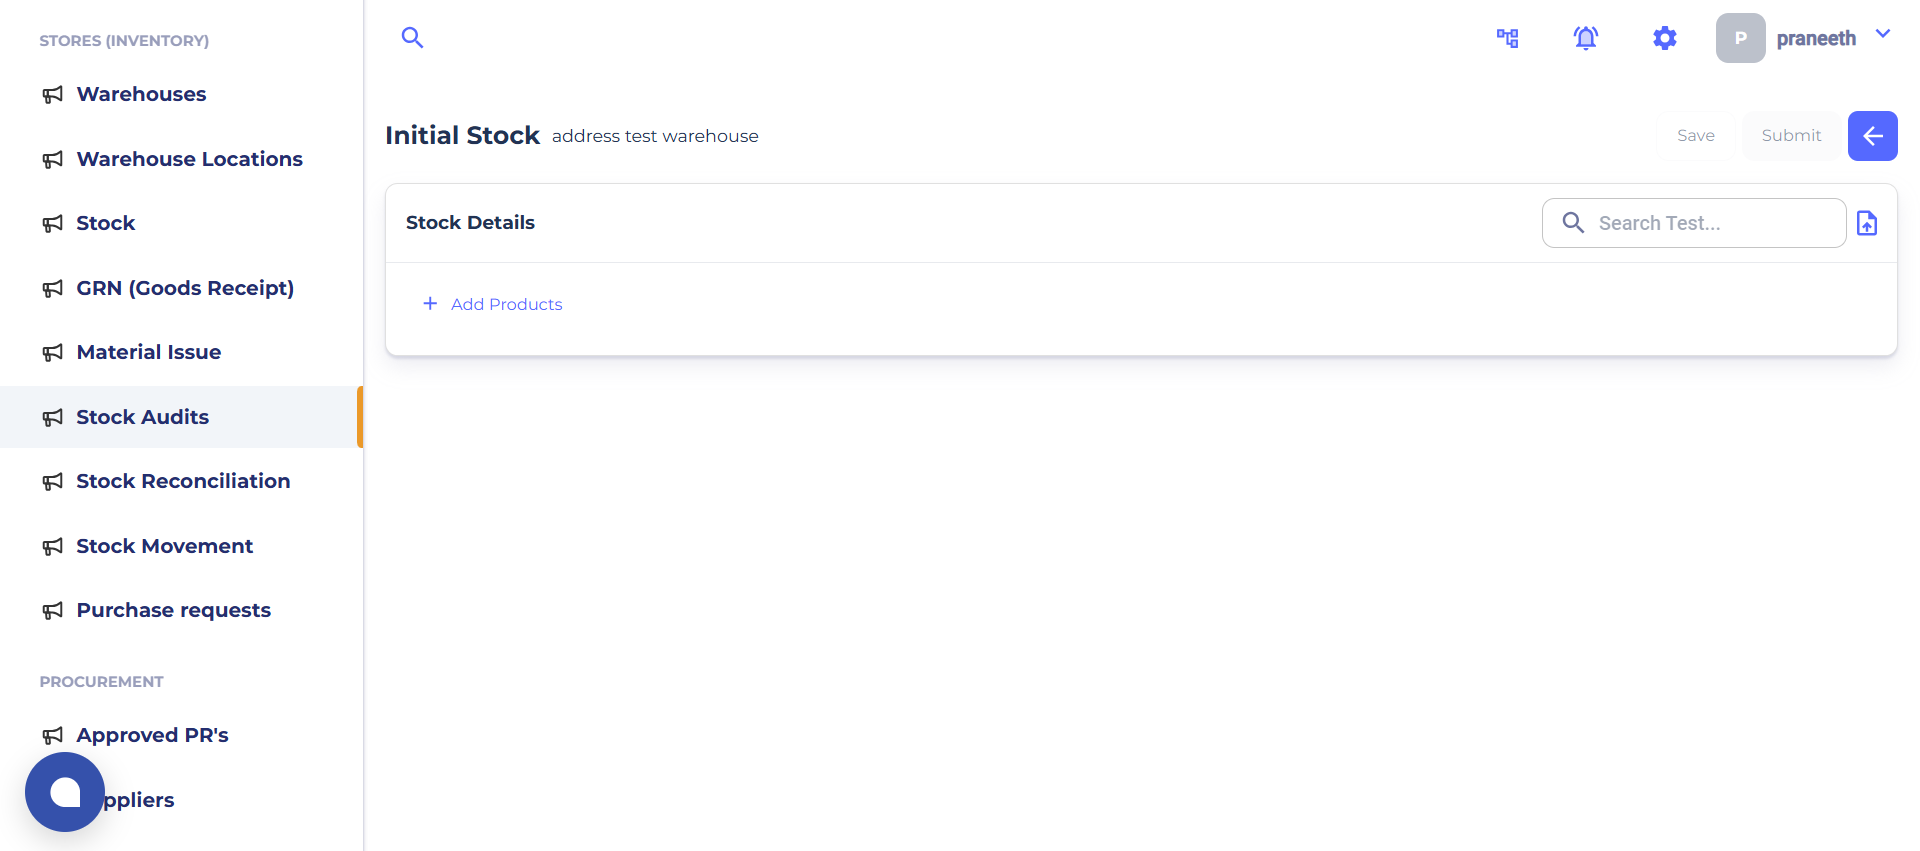 STORES (INVENTORY)
Warehouses
Warehouse Locations
Stock
GRN (Goods Receipt)
Material Issue
Stock Audits
Stock Reconciliation
Stock Movement
Purchase requests
PROCUREMENT
Approved PR's
ppliers
P
praneeth
Initial Stock address test warehouse
Save
Submit
Stock Details
Search Test...
Add Products